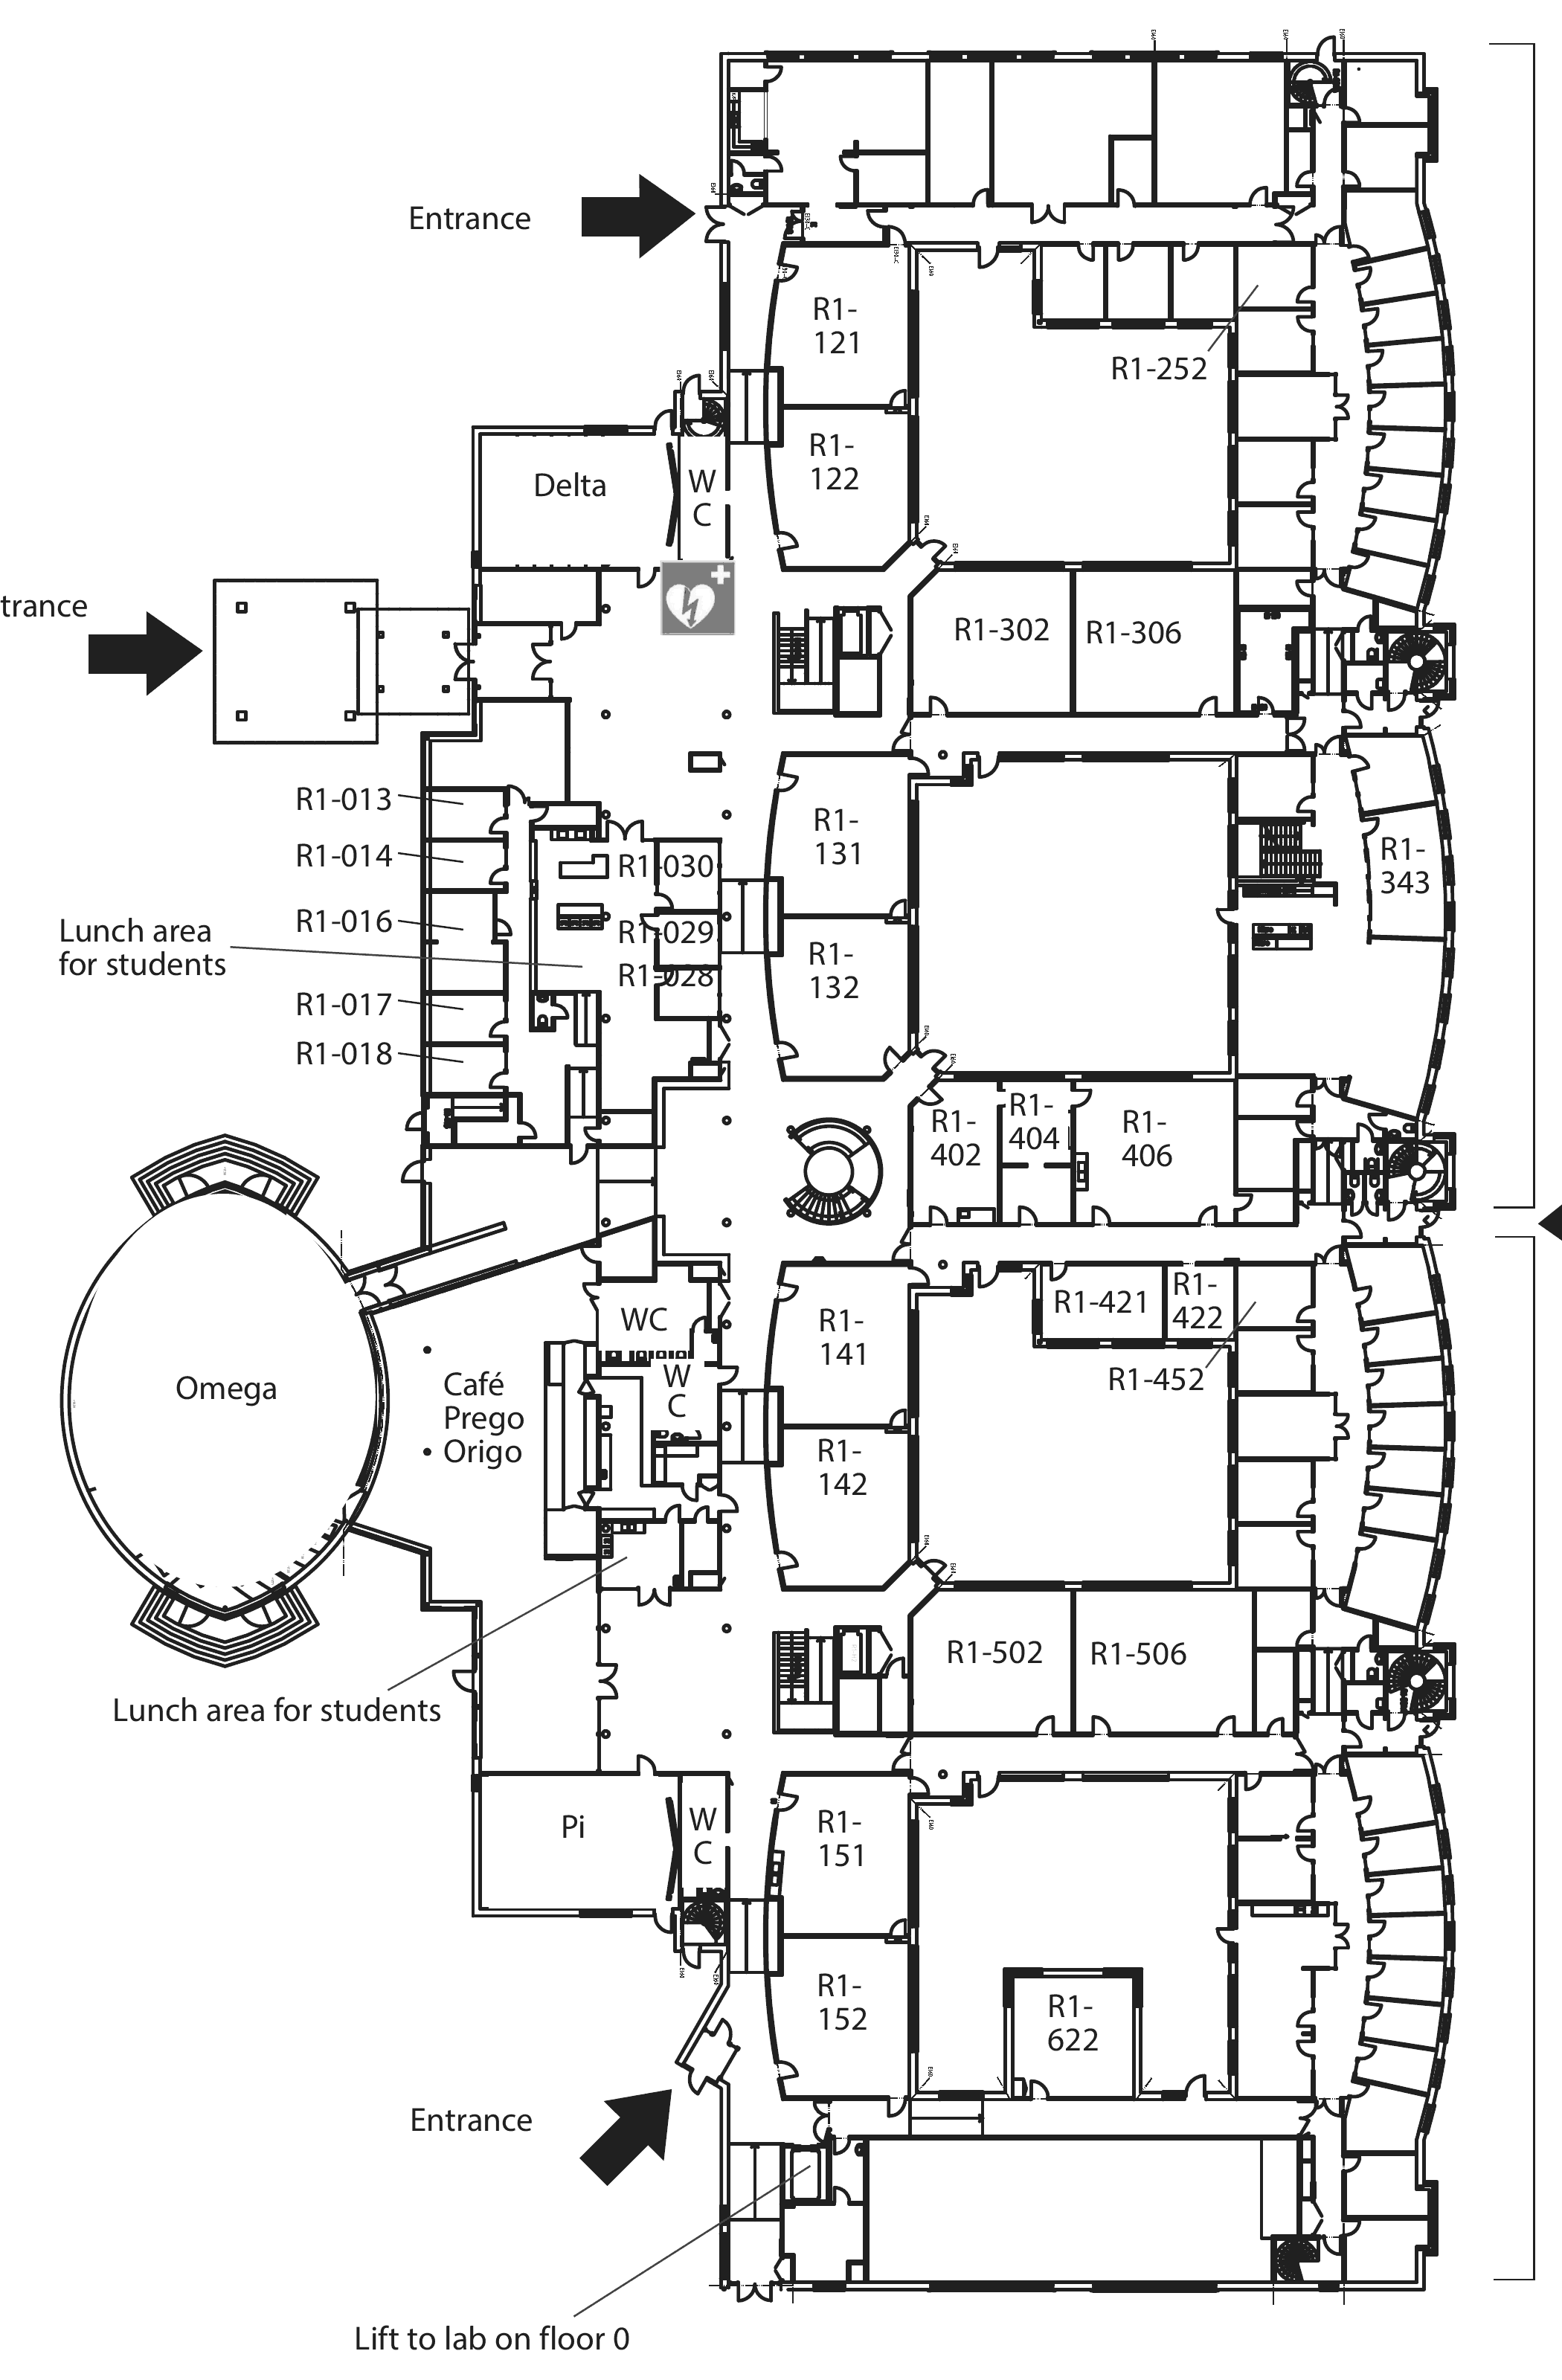 Entrance
R1-
121
R1-252
R1-
122
Delta
W
C
trance
R1-302
R1-306
R1-013
R1-014
R1-016
R1-017
R1-018
Lunch area
for students
R1-030
R1-029
R1-028
R1-
131
R1-
132
R1-
343
R1-
402
R1-
404
R1-
406
R1-421
R1-
422
R1-452
R1-
141
R1-
142
WC
W
C
Omega
Café
Prego
• Origo
R1-502
R1-506
Lunch area for students
Pi
W
C
R1-
151
R1-
152
R1-
622
Entrance
Lift to lab on floor 0